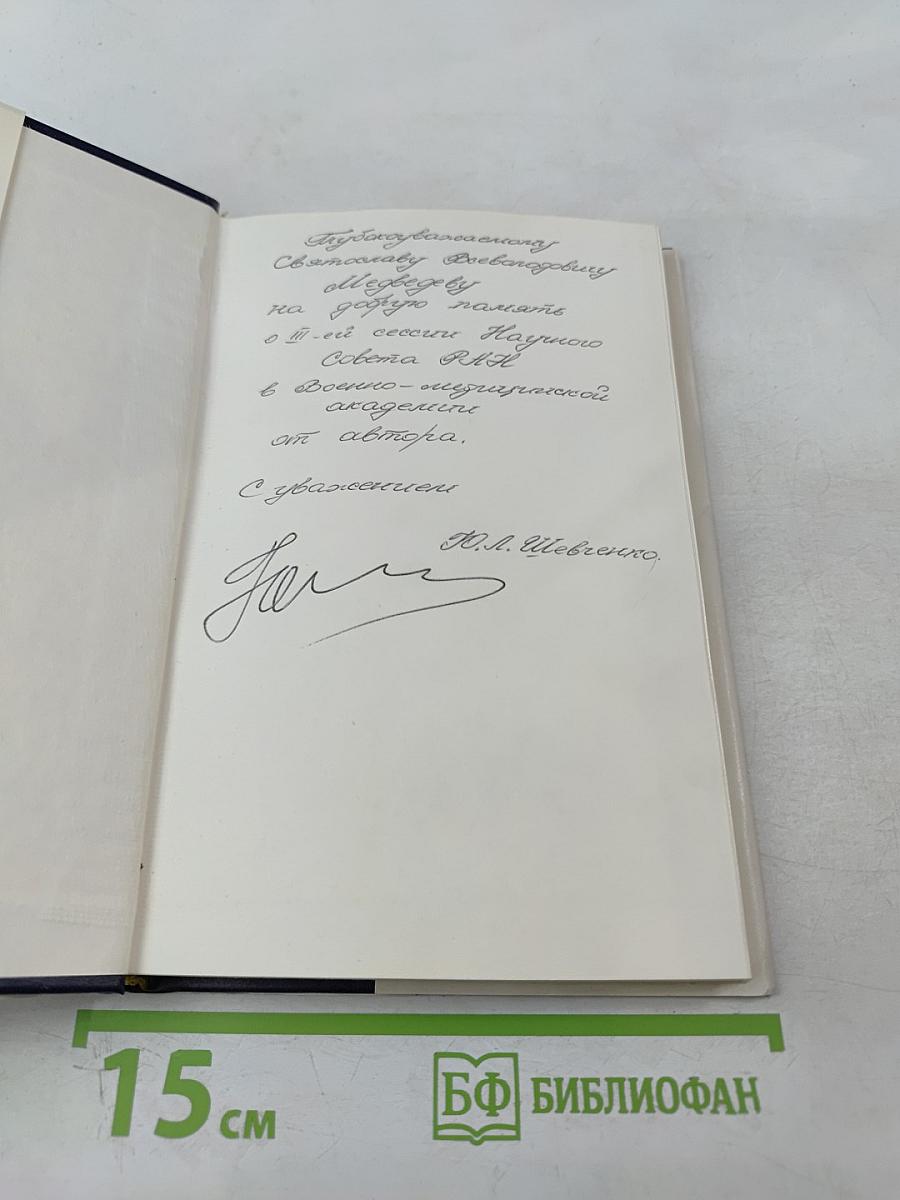 Глубокоуважаемому
Святославу Всеволодовичу
Медведеву
на добрую память
о III-ей сессии Научного
Совета РАН
в Военно-медицинской
академии
от автора.
С уважением
Ю.Л. Шевченко.
15 см
БФ БИБЛИОФАН